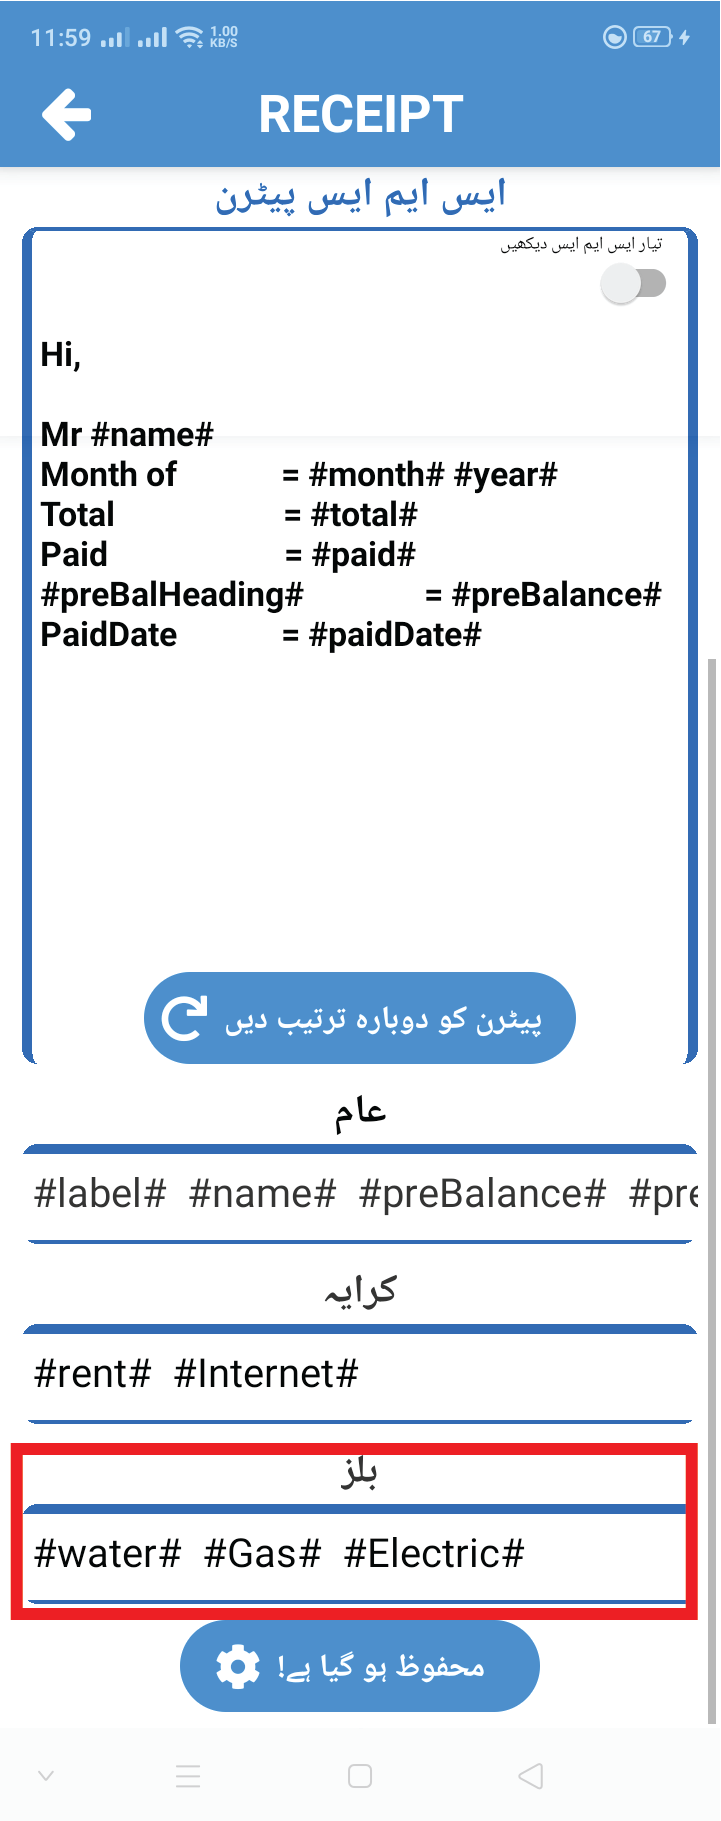 11:59 1.00 KB/S 67
RECEIPT
ایس ایم ایس پیٹرن
تیار ایس ایم ایس دیکھیں
Hi,
Mr #name#
Month of = #month# #year#
Total = #total#
Paid = #paid#
#preBalHeading# = #preBalance#
PaidDate = #paidDate#
پیٹرن کو دوبارہ ترتیب دیں
عام
#label# #name# #preBalance# #pre
کرایہ
#rent# #Internet#
بلز
#water# #Gas# #Electric#
محفوظ ہو گیا ہے!